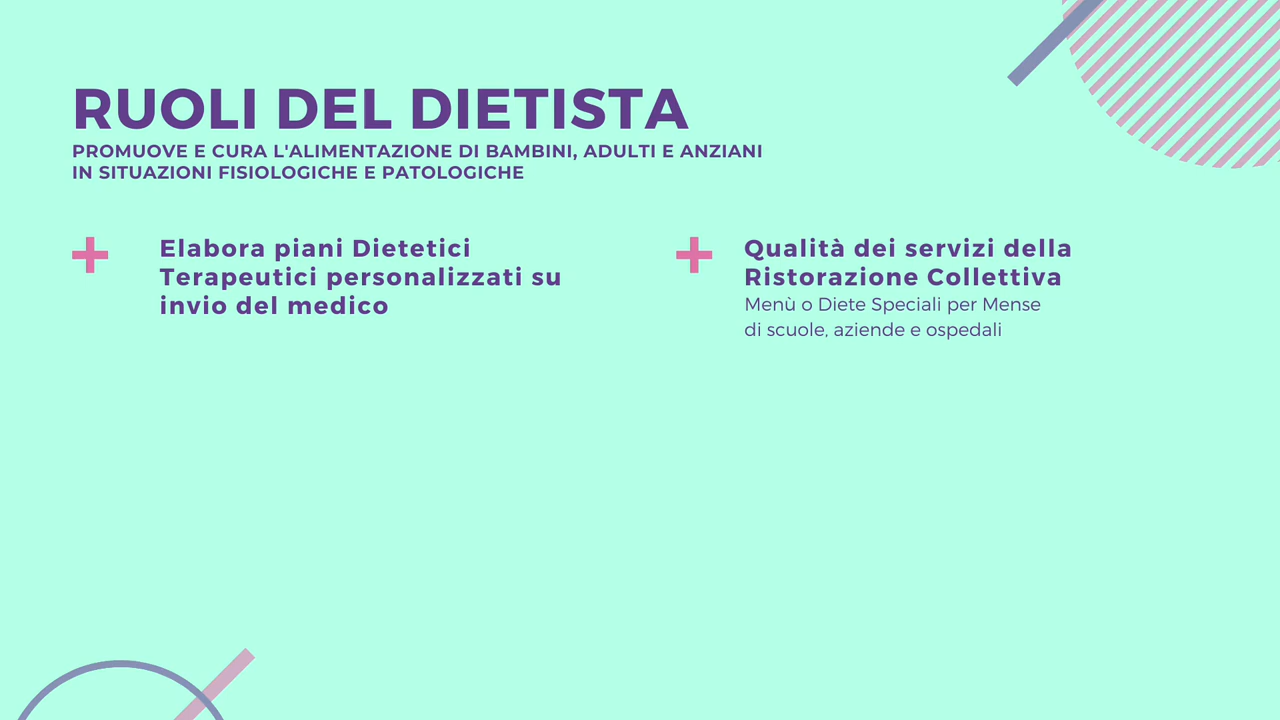 RUOLI DEL DIETISTA
PROMUOVE E CURA L'ALIMENTAZIONE DI BAMBINI, ADULTI E ANZIANI
IN SITUAZIONI FISIOLOGICHE E PATOLOGICHE
Elabora piani Dietetici
Terapeutici personalizzati su
invio del medico
Qualità dei servizi della
Ristorazione Collettiva
Menù o Diete Speciali per Mense
di scuole, aziende e ospedali